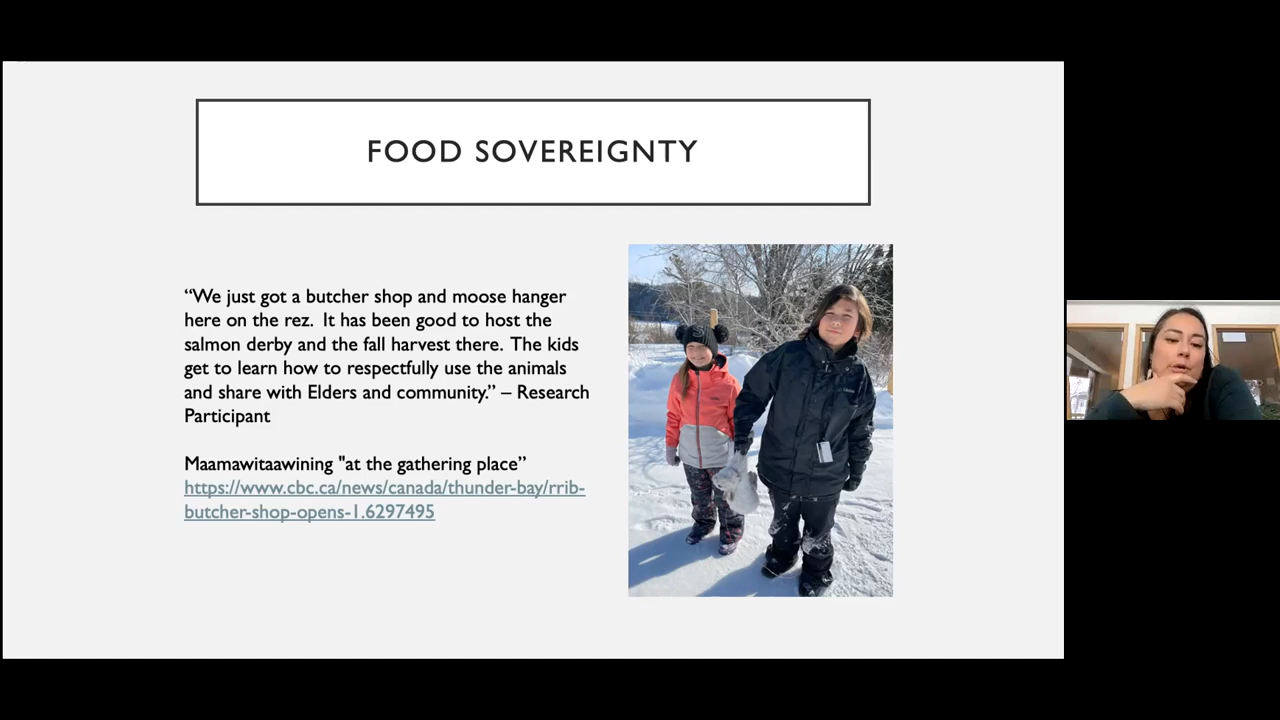 FOOD SOVEREIGNTY
“We just got a butcher shop and moose hanger
here on the rez.  It has been good to host the
salmon derby and the fall harvest there. The kids
get to learn how to respectfully use the animals
and share with Elders and community.” – Research
Participant
Maamawitaawining "at the gathering place”
https://www.cbc.ca/news/canada/thunder-bay/rrib-
butcher-shop-opens-1.6297495